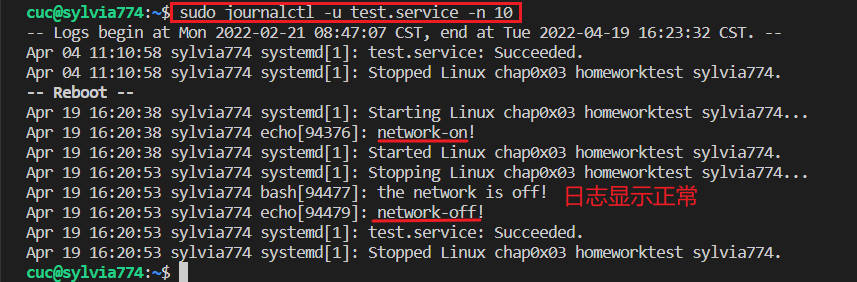 cuc@sylvia774:~$ sudo journalctl -u test.service -n 10
-- Logs begin at Mon 2022-02-21 08:47:07 CST, end at Tue 2022-04-19 16:23:32 CST. --
Apr 04 11:10:58 sylvia774 systemd[1]: test.service: Succeeded.
Apr 04 11:10:58 sylvia774 systemd[1]: Stopped Linux chap0x03 homeworktest sylvia774.
-- Reboot --
Apr 19 16:20:38 sylvia774 systemd[1]: Starting Linux chap0x03 homeworktest sylvia774...
Apr 19 16:20:38 sylvia774 echo[94376]: network-on!
Apr 19 16:20:38 sylvia774 systemd[1]: Started Linux chap0x03 homeworktest sylvia774.
Apr 19 16:20:53 sylvia774 systemd[1]: Stopping Linux chap0x03 homeworktest sylvia774...
Apr 19 16:20:53 sylvia774 bash[94477]: the network is off! 日志显示正常
Apr 19 16:20:53 sylvia774 echo[94479]: network-off!
Apr 19 16:20:53 sylvia774 systemd[1]: test.service: Succeeded.
Apr 19 16:20:53 sylvia774 systemd[1]: Stopped Linux chap0x03 homeworktest sylvia774.
cuc@sylvia774:~$